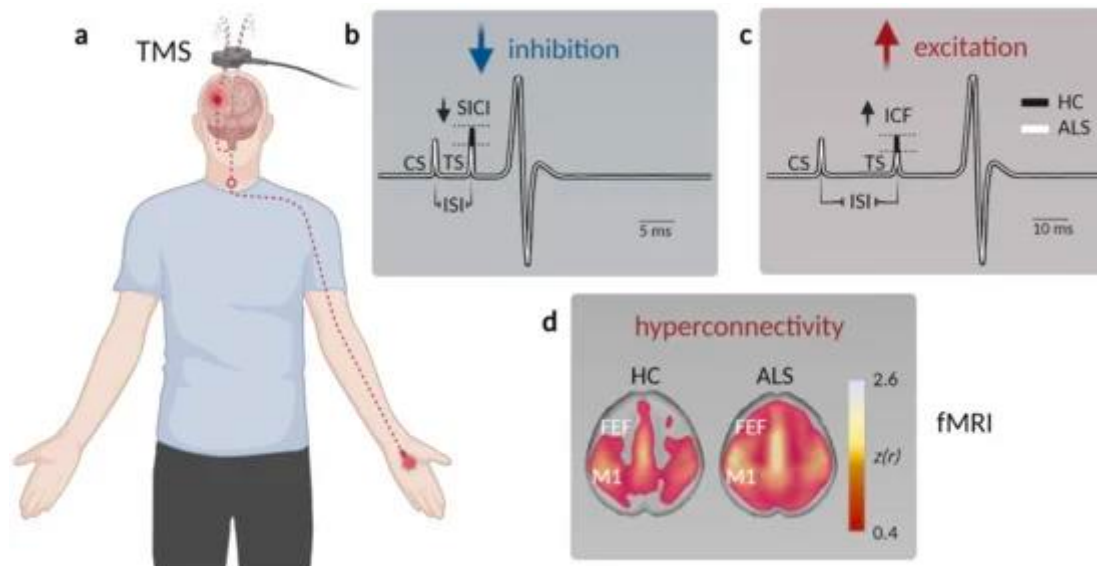 a
TMS
b
inhibition
SICI
CS
TS
ISI
5 ms
c
excitation
ICF
HC
ALS
CS
TS
ISI
10 ms
d
hyperconnectivity
HC
ALS
FEF
FEF
M1
M1
2.6
z(r)
0.4
fMRI